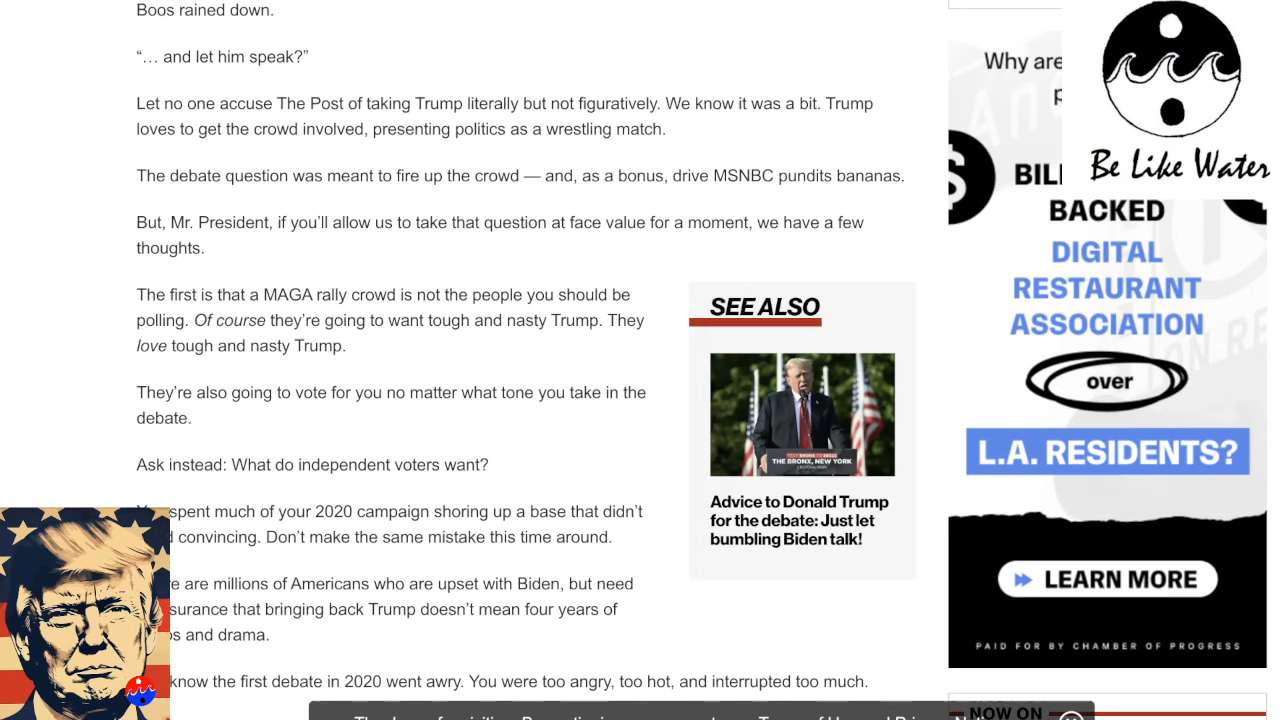 Boos rained down.
“… and let him speak?”
Let no one accuse The Post of taking Trump literally but not figuratively. We know it was a bit. Trump
loves to get the crowd involved, presenting politics as a wrestling match.
The debate question was meant to fire up the crowd — and, as a bonus, drive MSNBC pundits bananas.
But, Mr. President, if you’ll allow us to take that question at face value for a moment, we have a few
thoughts.
The first is that a MAGA rally crowd is not the people you should be
polling. Of course they’re going to want tough and nasty Trump. They
love tough and nasty Trump.
They’re also going to vote for you no matter what tone you take in the
debate.
Ask instead: What do independent voters want?
spent much of your 2020 campaign shoring up a base that didn’t
convincing. Don’t make the same mistake this time around.
are millions of Americans who are upset with Biden, but need
that bringing back Trump doesn’t mean four years of
and drama.
know the first debate in 2020 went awry. You were too angry, too hot, and interrupted too much.
SEE ALSO
THE BRONX, NEW YORK
Advice to Donald Trump
for the debate: Just let
bumbling Biden talk!
Be Like Water
Why are
$
BACKED
DIGITAL
RESTAURANT
ASSOCIATION
over
L.A. RESIDENTS?
LEARN MORE
PAID FOR BY CHAMBER OF PROGRESS
NOW ON